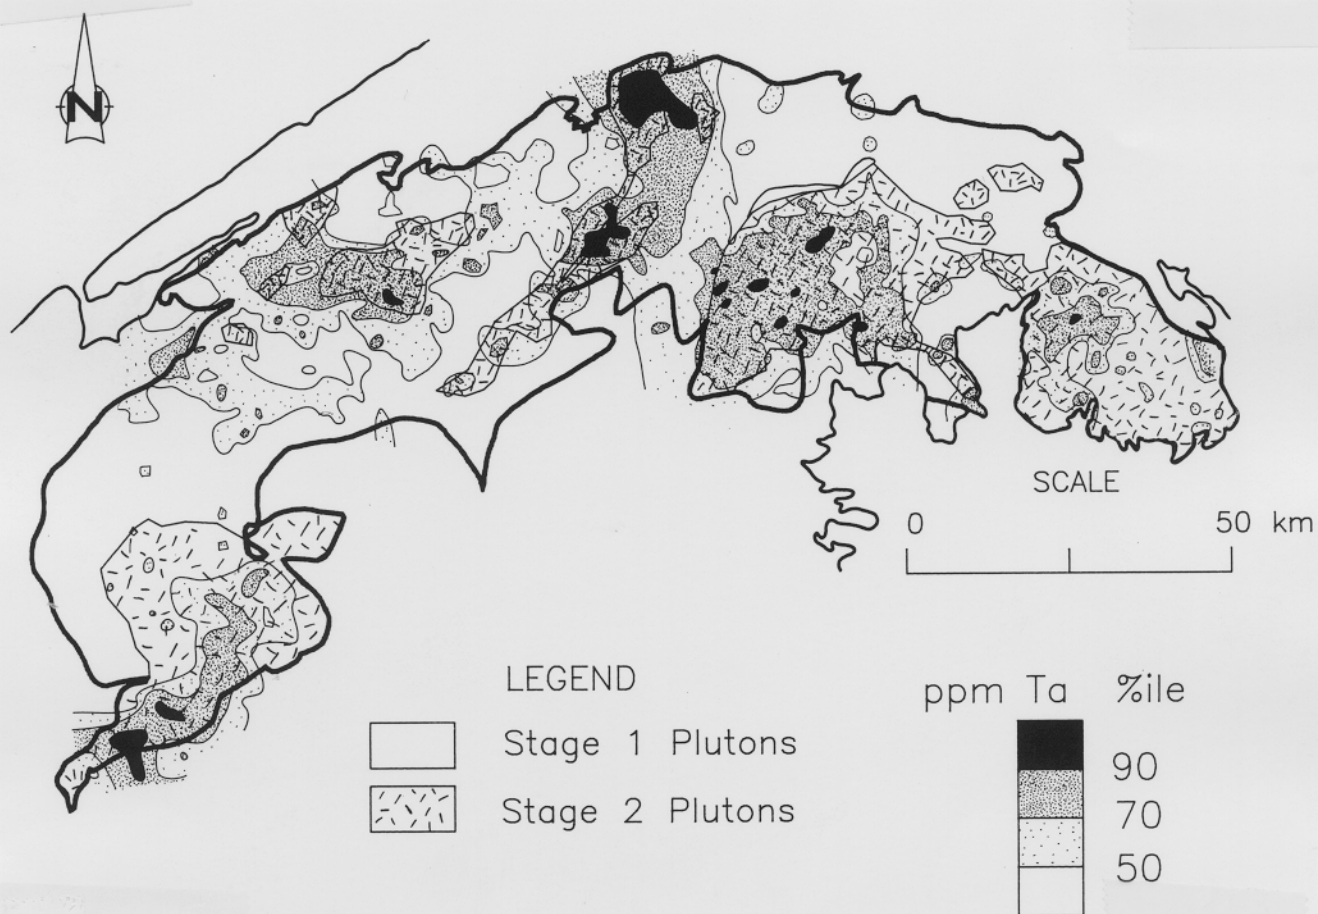 N
SCALE
0 50 km
LEGEND
Stage 1 Plutons
Stage 2 Plutons
ppm Ta %ile
90
70
50